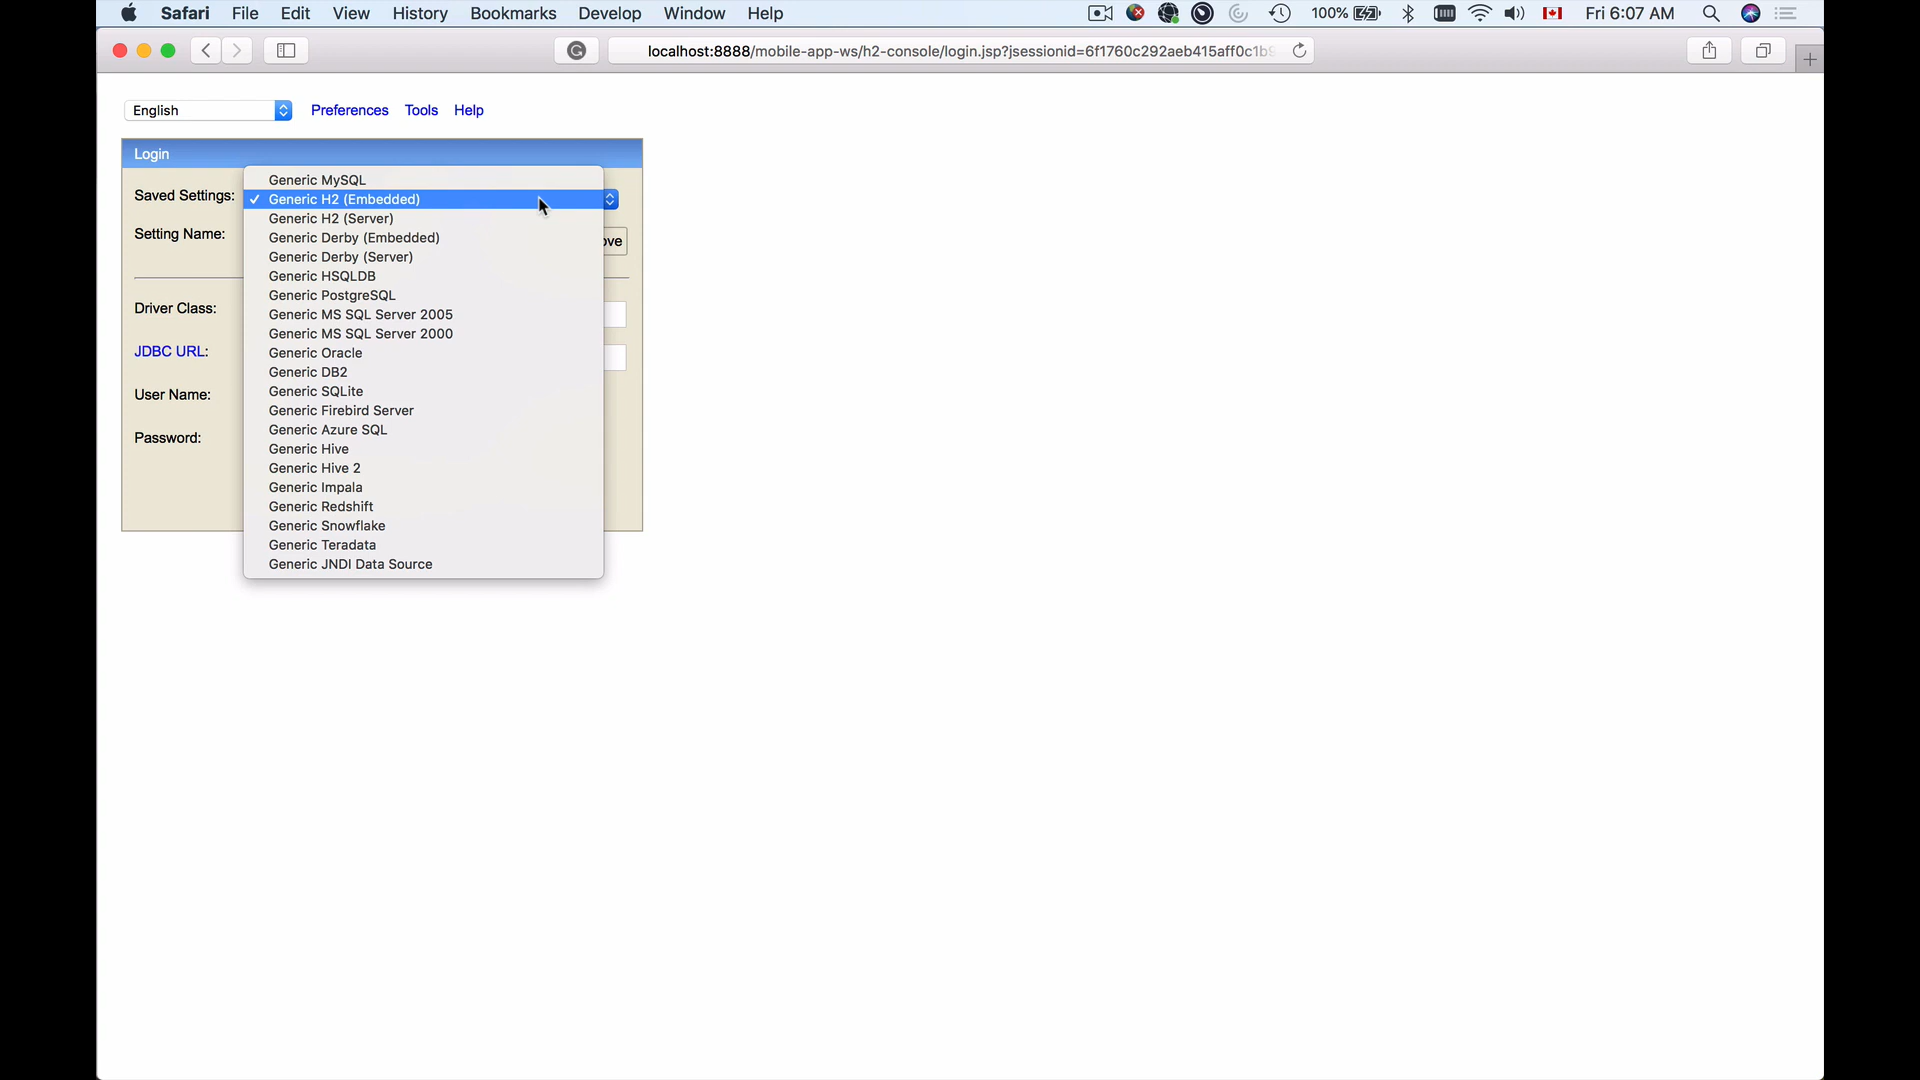 Safari File Edit View History Bookmarks Develop Window Help 100% Fri 6:07 AM
localhost:8888/mobile-app-ws/h2-console/login.jsp?jsessionid=6f1760c292aeb415aff0c1b
English Preferences Tools Help
Login
Generic MySQL
Saved Settings: ✓ Generic H2 (Embedded)
Generic H2 (Server)
Setting Name: Generic Derby (Embedded) ove
Generic Derby (Server)
Generic HSQLDB
Generic PostgreSQL
Driver Class: Generic MS SQL Server 2005
Generic MS SQL Server 2000
JDBC URL: Generic Oracle
Generic DB2
User Name: Generic SQLite
Generic Firebird Server
Password: Generic Azure SQL
Generic Hive
Generic Hive 2
Generic Impala
Generic Redshift
Generic Snowflake
Generic Teradata
Generic JNDI Data Source